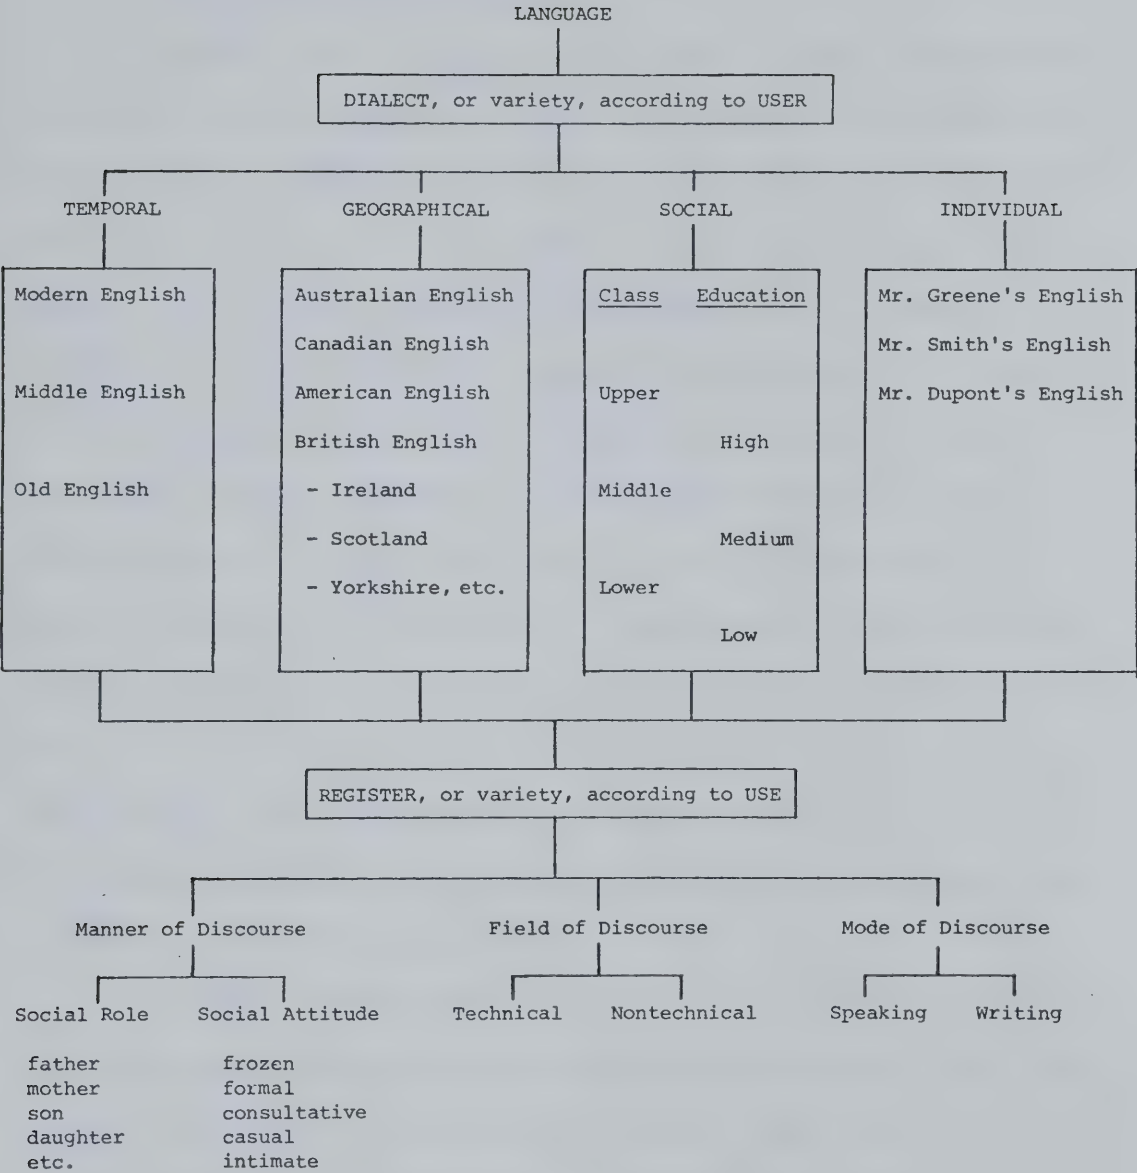 LANGUAGE
DIALECT, or variety, according to USER
TEMPORAL
GEOGRAPHICAL
SOCIAL
INDIVIDUAL
Modern English
Middle English
Old English
Australian English
Canadian English
American English
British English
- Ireland
- Scotland
- Yorkshire, etc.
Class Education
Upper
High
Middle
Medium
Lower
Low
Mr. Greene's English
Mr. Smith's English
Mr. Dupont's English
REGISTER, or variety, according to USE
Manner of Discourse
Field of Discourse
Mode of Discourse
Social Role
Social Attitude
Technical
Nontechnical
Speaking
Writing
father
mother
son
daughter
etc.
frozen
formal
consultative
casual
intimate